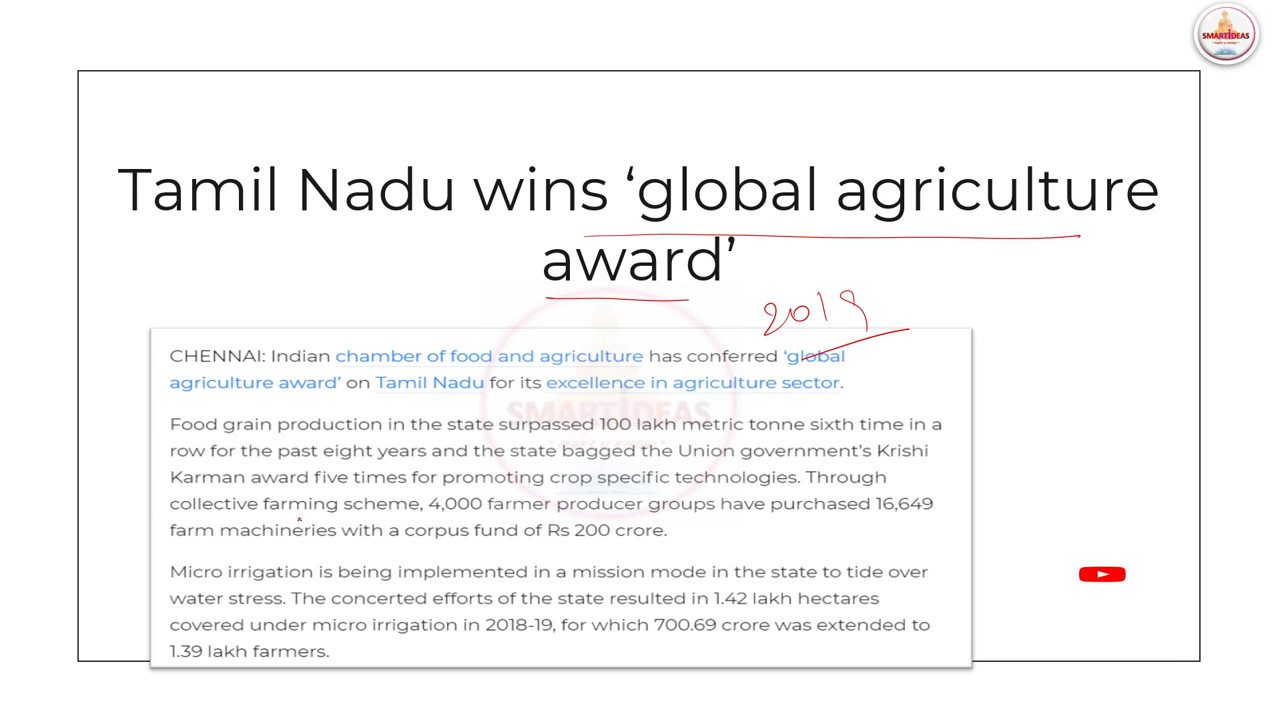 SMARTIDEAS
Tamil Nadu wins ‘global agriculture
award’
2019
CHENNAI: Indian chamber of food and agriculture has conferred ‘global
agriculture award’ on Tamil Nadu for its excellence in agriculture sector.
Food grain production in the state surpassed 100 lakh metric tonne sixth time in a
row for the past eight years and the state bagged the Union government’s Krishi
Karman award five times for promoting crop specific technologies. Through
collective farming scheme, 4,000 farmer producer groups have purchased 16,649
farm machineries with a corpus fund of Rs 200 crore.
Micro irrigation is being implemented in a mission mode in the state to tide over
water stress. The concerted efforts of the state resulted in 1.42 lakh hectares
covered under micro irrigation in 2018-19, for which 700.69 crore was extended to
1.39 lakh farmers.
SMARTIDEAS